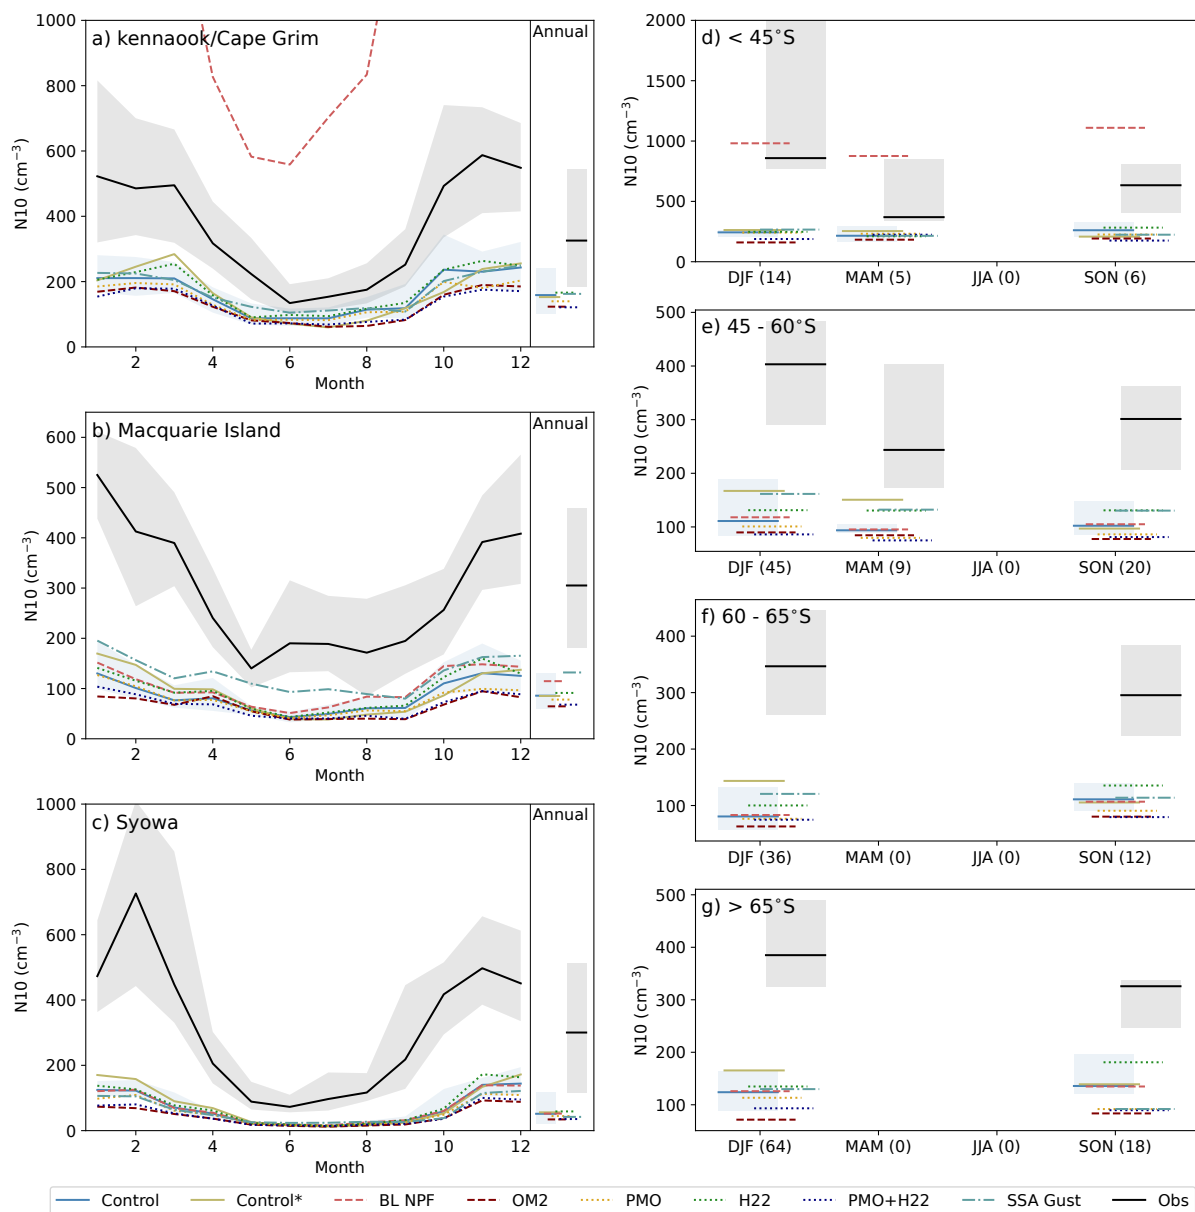 a) kennaook/Cape Grim
Annual
1000
800
600
400
200
0
N10 (cm−3)
2 4 6 8 10 12
Month
b) Macquarie Island
Annual
600
500
400
300
200
100
0
N10 (cm−3)
2 4 6 8 10 12
Month
c) Syowa
Annual
1000
800
600
400
200
0
N10 (cm−3)
2 4 6 8 10 12
Month
d) < 45°S
2000
1500
1000
500
0
N10 (cm−3)
DJF (14) MAM (5) JJA (0) SON (6)
e) 45 - 60°S
500
400
300
200
100
N10 (cm−3)
DJF (45) MAM (9) JJA (0) SON (20)
f) 60 - 65°S
400
300
200
100
N10 (cm−3)
DJF (36) MAM (0) JJA (0) SON (12)
g) > 65°S
500
400
300
200
100
N10 (cm−3)
DJF (64) MAM (0) JJA (0) SON (18)
Control Control* BL NPF OM2 PMO H22 PMO+H22 SSA Gust Obs